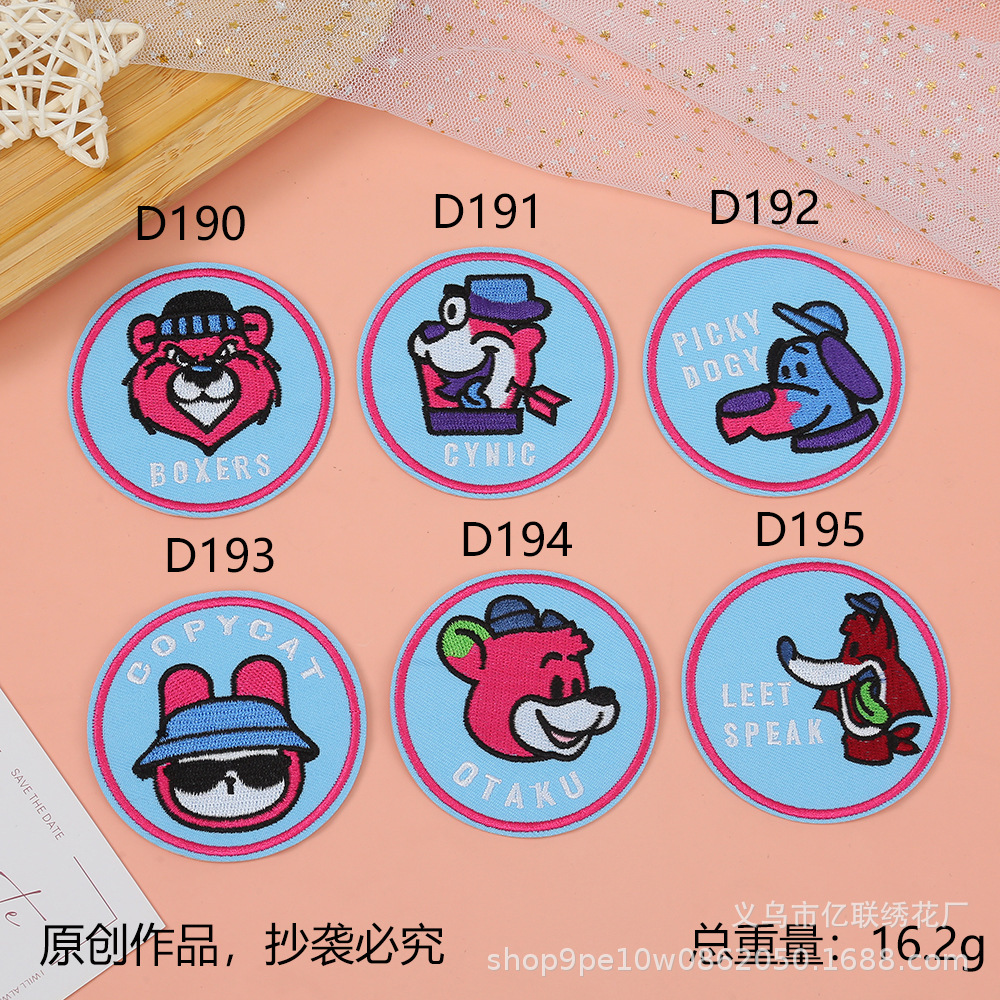 D190
D191
D192
BOXERS
CYNIC
PICKY
DOGY
D193
D194
D195
COPYCAT
OTAKU
LEET
SPEAK
SAVE THE DATE
义乌市亿联绣花厂
原创作品，抄袭必究
总重量：16.2g
shop9pe10w0862050.1688.com